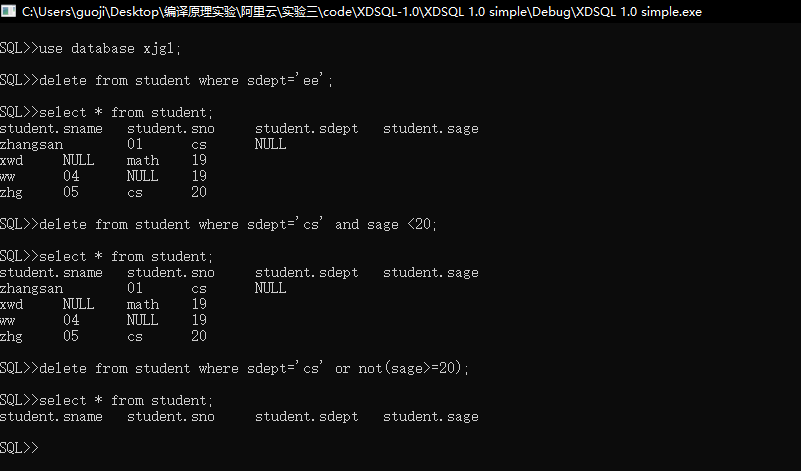 C:\Users\guoji\Desktop\编译原理实验\阿里云\实验三\code\XDSQL-1.0\XDSQL 1.0 simple\Debug\XDSQL 1.0 simple.exe
SQL>>use database xjgl;
SQL>>delete from student where sdept='ee';
SQL>>select * from student;
student.sname student.sno student.sdept student.sage
zhangsan 01 cs NULL
xwd NULL math 19
ww 04 NULL 19
zhg 05 cs 20
SQL>>delete from student where sdept='cs' and sage <20;
SQL>>select * from student;
student.sname student.sno student.sdept student.sage
zhangsan 01 cs NULL
xwd NULL math 19
ww 04 NULL 19
zhg 05 cs 20
SQL>>delete from student where sdept='cs' or not(sage>=20);
SQL>>select * from student;
student.sname student.sno student.sdept student.sage
SQL>>